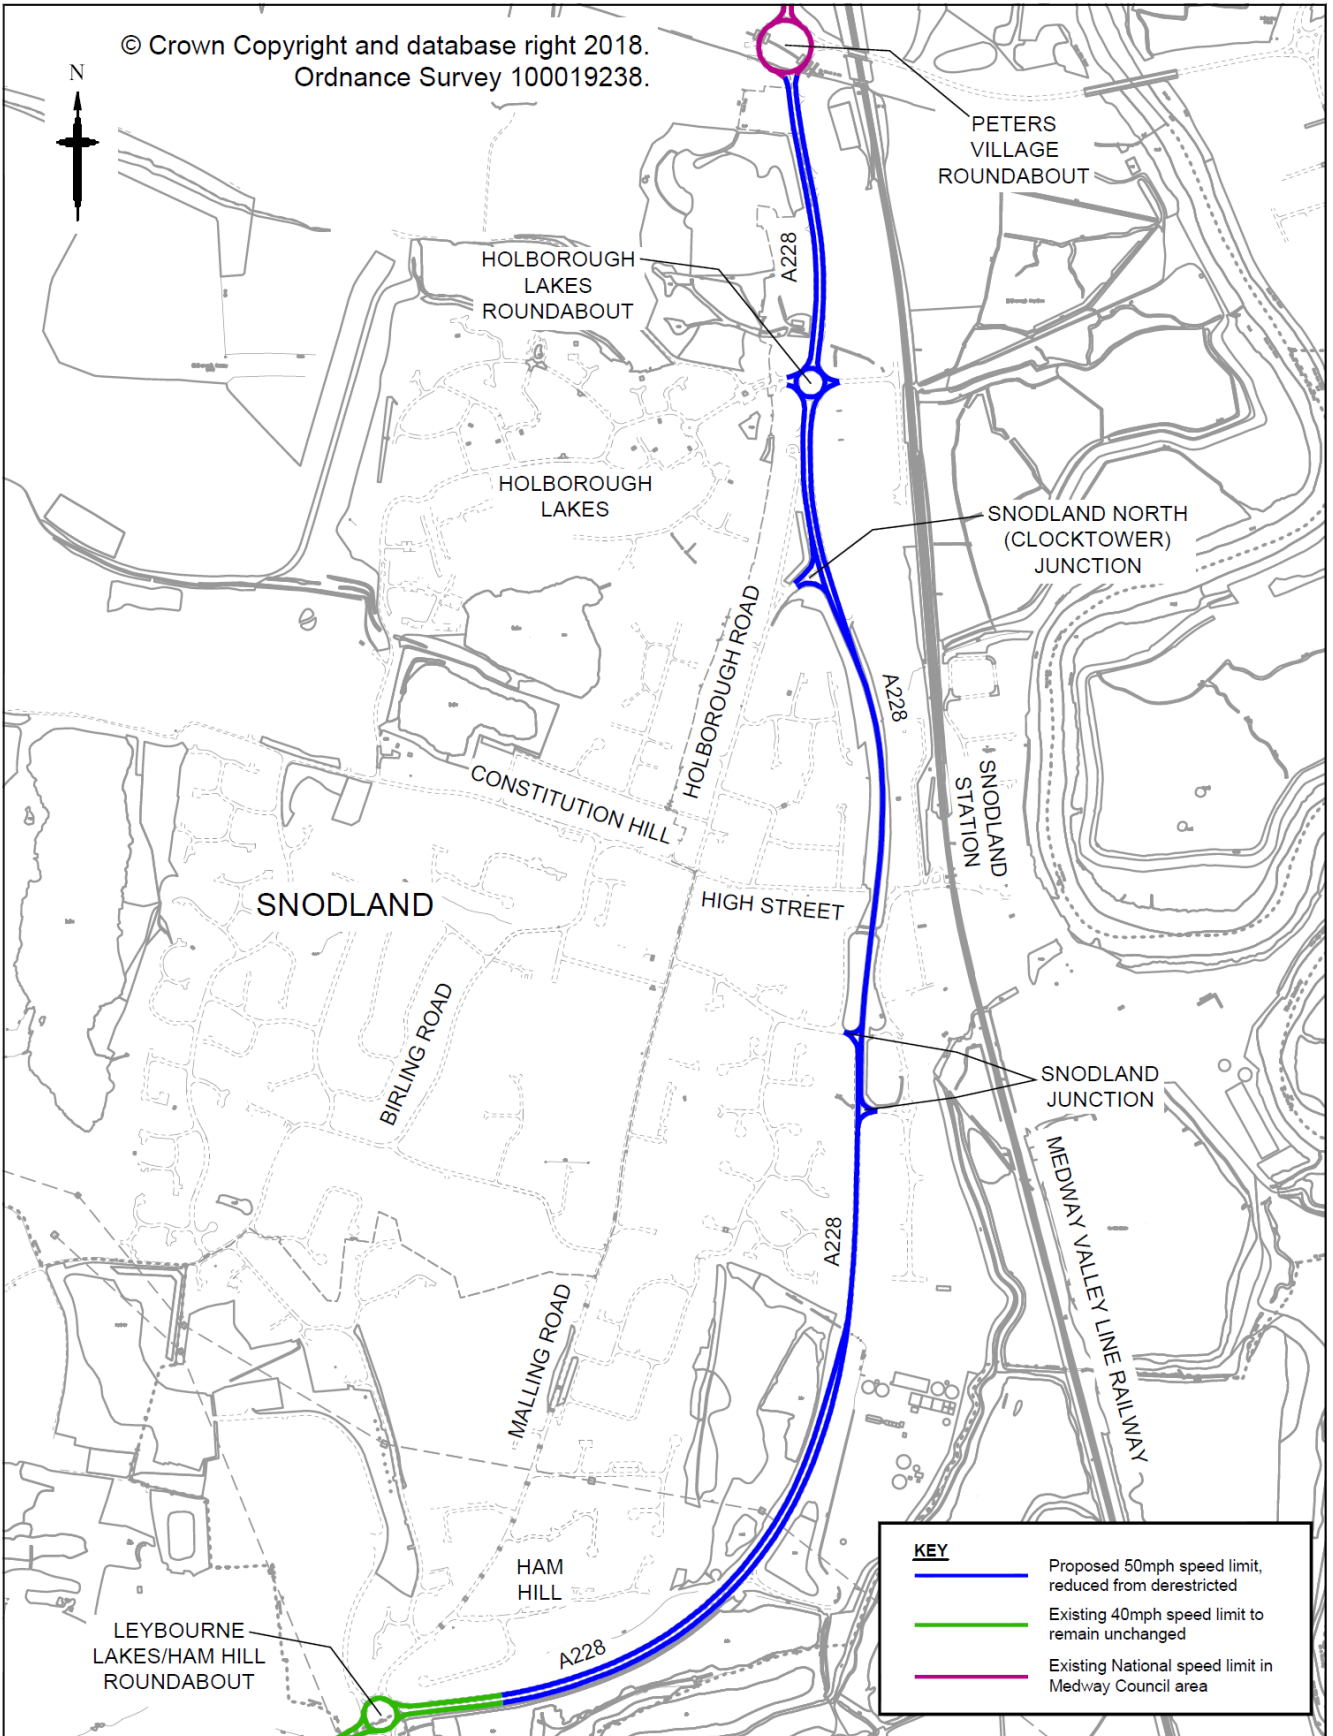 © Crown Copyright and database right 2018.
Ordnance Survey 100019238.
N
PETERS
VILLAGE
ROUNDABOUT
A228
HOLBOROUGH
LAKES
ROUNDABOUT
HOLBOROUGH
LAKES
SNODLAND NORTH
(CLOCKTOWER)
JUNCTION
HOLBOROUGH ROAD
A228
SNODLAND
STATION
CONSTITUTION HILL
SNODLAND
HIGH STREET
BIRLING ROAD
SNODLAND
JUNCTION
MEDWAY VALLEY LINE RAILWAY
A228
MALLING ROAD
HAM
HILL
A228
LEYBOURNE
LAKES/HAM HILL
ROUNDABOUT
KEY
Proposed 50mph speed limit,
reduced from derestricted
Existing 40mph speed limit to
remain unchanged
Existing National speed limit in
Medway Council area